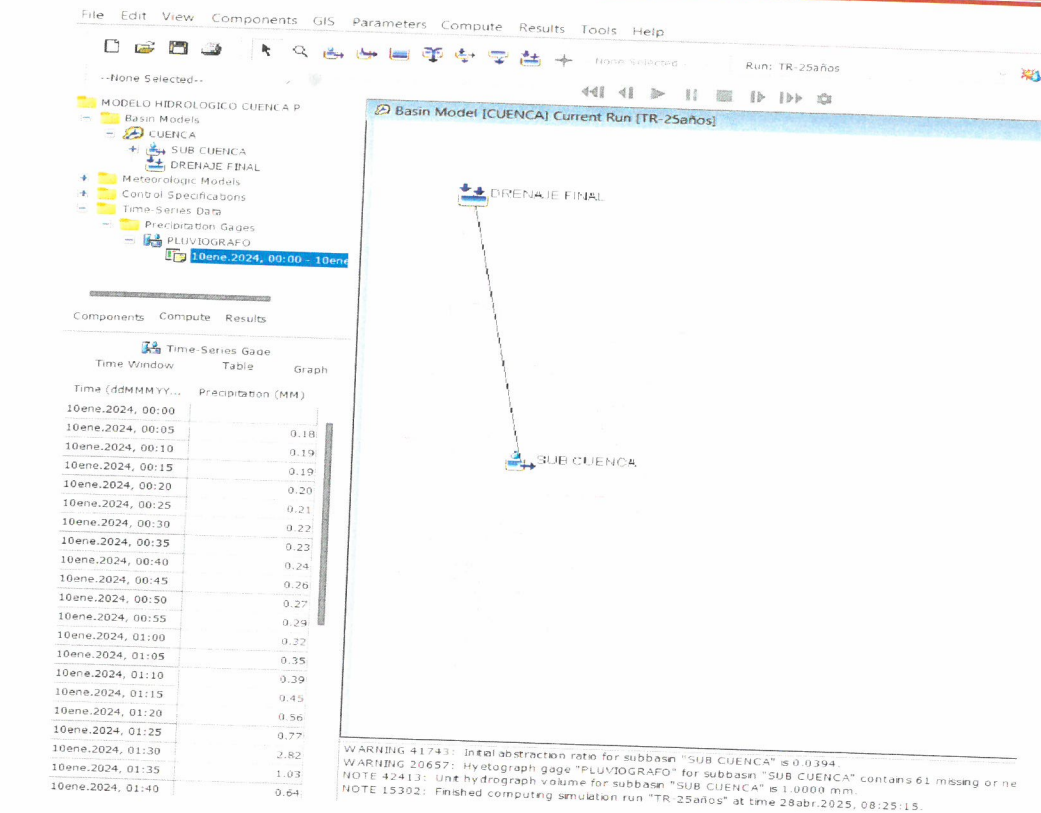 File Edit View Components GIS Parameters Compute Results Tools Help
--None Selected--
None Selected
Run: TR-25años
MODELO HIDROLOGICO CUENCA P
Basin Models
CUENCA
SUB CUENCA
DRENAJE FINAL
Meteorologic Models
Control Specifications
Time-Series Data
Precipitation Gages
PLUVIOGRAFO
10ene.2024, 00:00 - 10ene
Components Compute Results
Time-Series Gage
Time Window Table Graph
Time (ddMMMYY... Precipitation (MM)
10ene.2024, 00:00
10ene.2024, 00:05 0.18
10ene.2024, 00:10 0.19
10ene.2024, 00:15 0.19
10ene.2024, 00:20 0.20
10ene.2024, 00:25 0.21
10ene.2024, 00:30 0.22
10ene.2024, 00:35 0.23
10ene.2024, 00:40 0.24
10ene.2024, 00:45 0.26
10ene.2024, 00:50 0.27
10ene.2024, 00:55 0.29
10ene.2024, 01:00 0.32
10ene.2024, 01:05 0.35
10ene.2024, 01:10 0.39
10ene.2024, 01:15 0.45
10ene.2024, 01:20 0.56
10ene.2024, 01:25 0.77
10ene.2024, 01:30 2.82
10ene.2024, 01:35 1.03
10ene.2024, 01:40 0.64
Basin Model [CUENCA] Current Run [TR-25años]
DRENAJE FINAL
SUB CUENCA
WARNING 41743: Initial abstraction ratio for subbasin "SUB CUENCA" is 0.0394.
WARNING 20657: Hyetograph gage "PLUVIOGRAFO" for subbasin "SUB CUENCA" contains 61 missing or ne
NOTE 42413: Unit hydrograph volume for subbasin "SUB CUENCA" is 1.0000 mm.
NOTE 15302: Finished computing simulation run "TR-25años" at time 28abr.2025, 08:25:15.